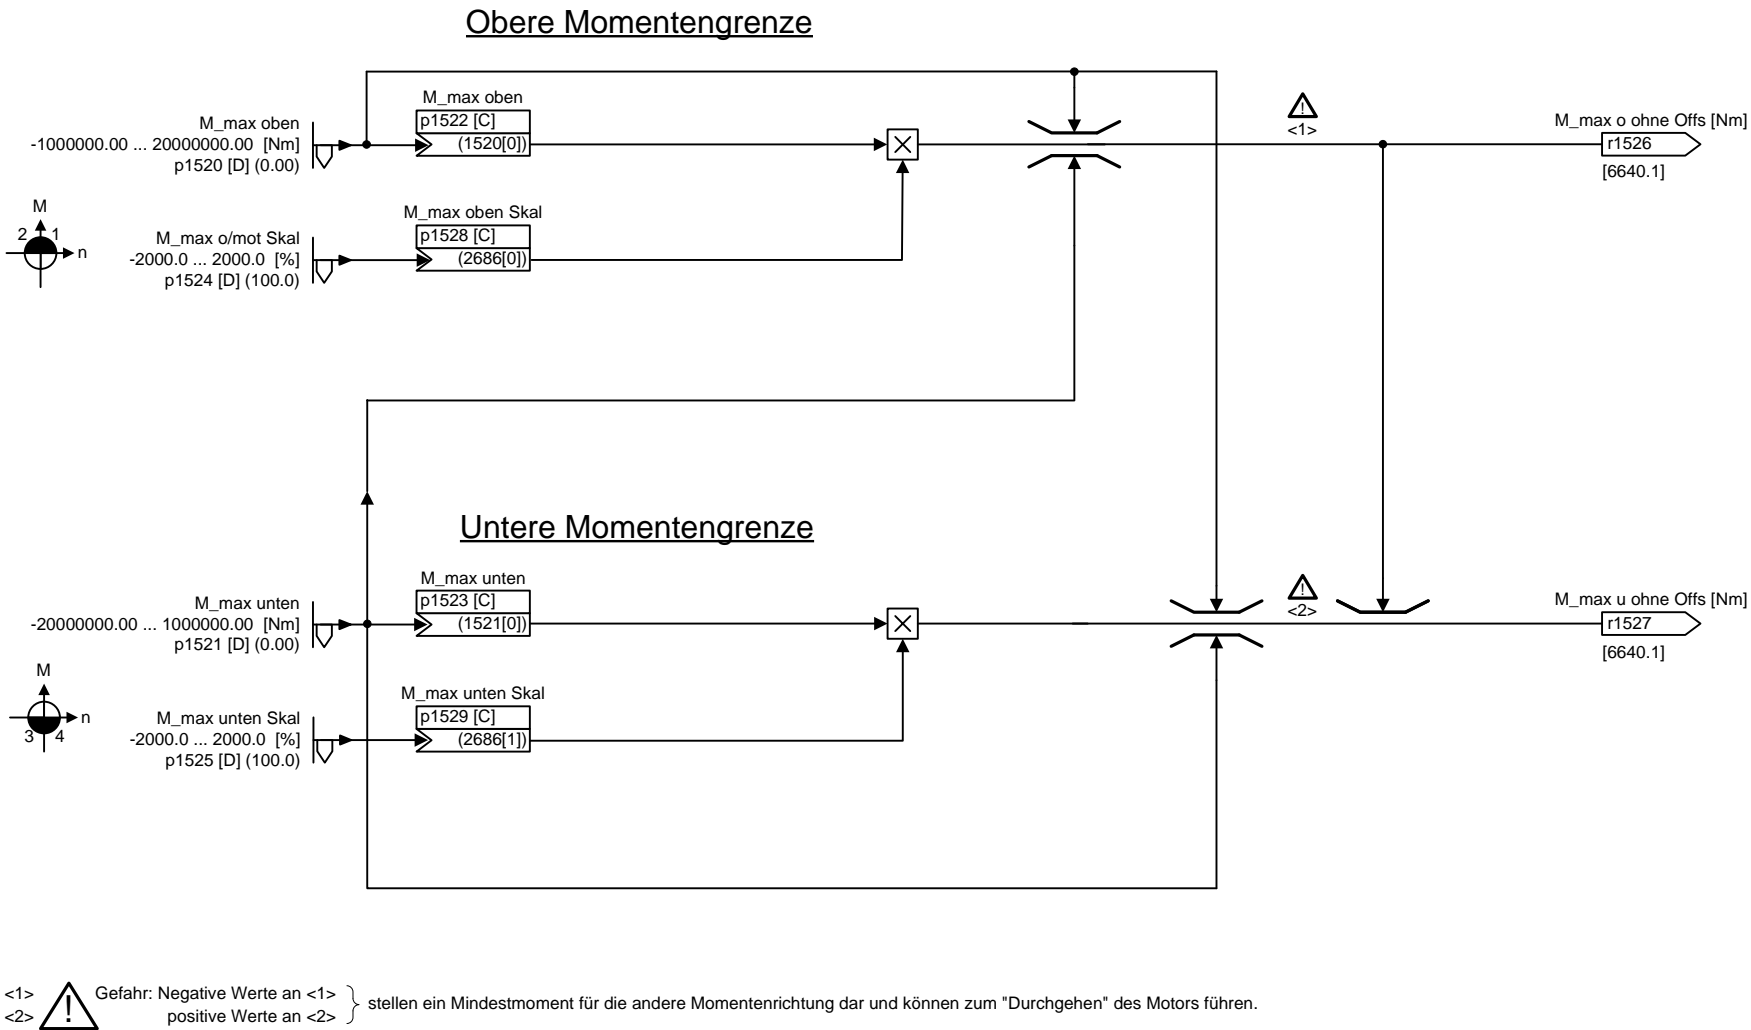 Obere Momentengrenze
M_max oben
-1000000.00 ... 20000000.00 [Nm]
p1520 [D] (0.00)
M_max oben
p1522 [C]
(1520[0])
<1>
M_max o ohne Offs [Nm]
r1526
[6640.1]
M
2 1
n
M_max o/mot Skal
-2000.0 ... 2000.0 [%]
p1524 [D] (100.0)
M_max oben Skal
p1528 [C]
(2686[0])
Untere Momentengrenze
M_max unten
-20000000.00 ... 1000000.00 [Nm]
p1521 [D] (0.00)
M_max unten
p1523 [C]
(1521[0])
<2>
M_max u ohne Offs [Nm]
r1527
[6640.1]
M
n
3 4
M_max unten Skal
-2000.0 ... 2000.0 [%]
p1525 [D] (100.0)
M_max unten Skal
p1529 [C]
(2686[1])
<1> Gefahr: Negative Werte an <1>
<2> positive Werte an <2>
stellen ein Mindestmoment für die andere Momentenrichtung dar und können zum "Durchgehen" des Motors führen.